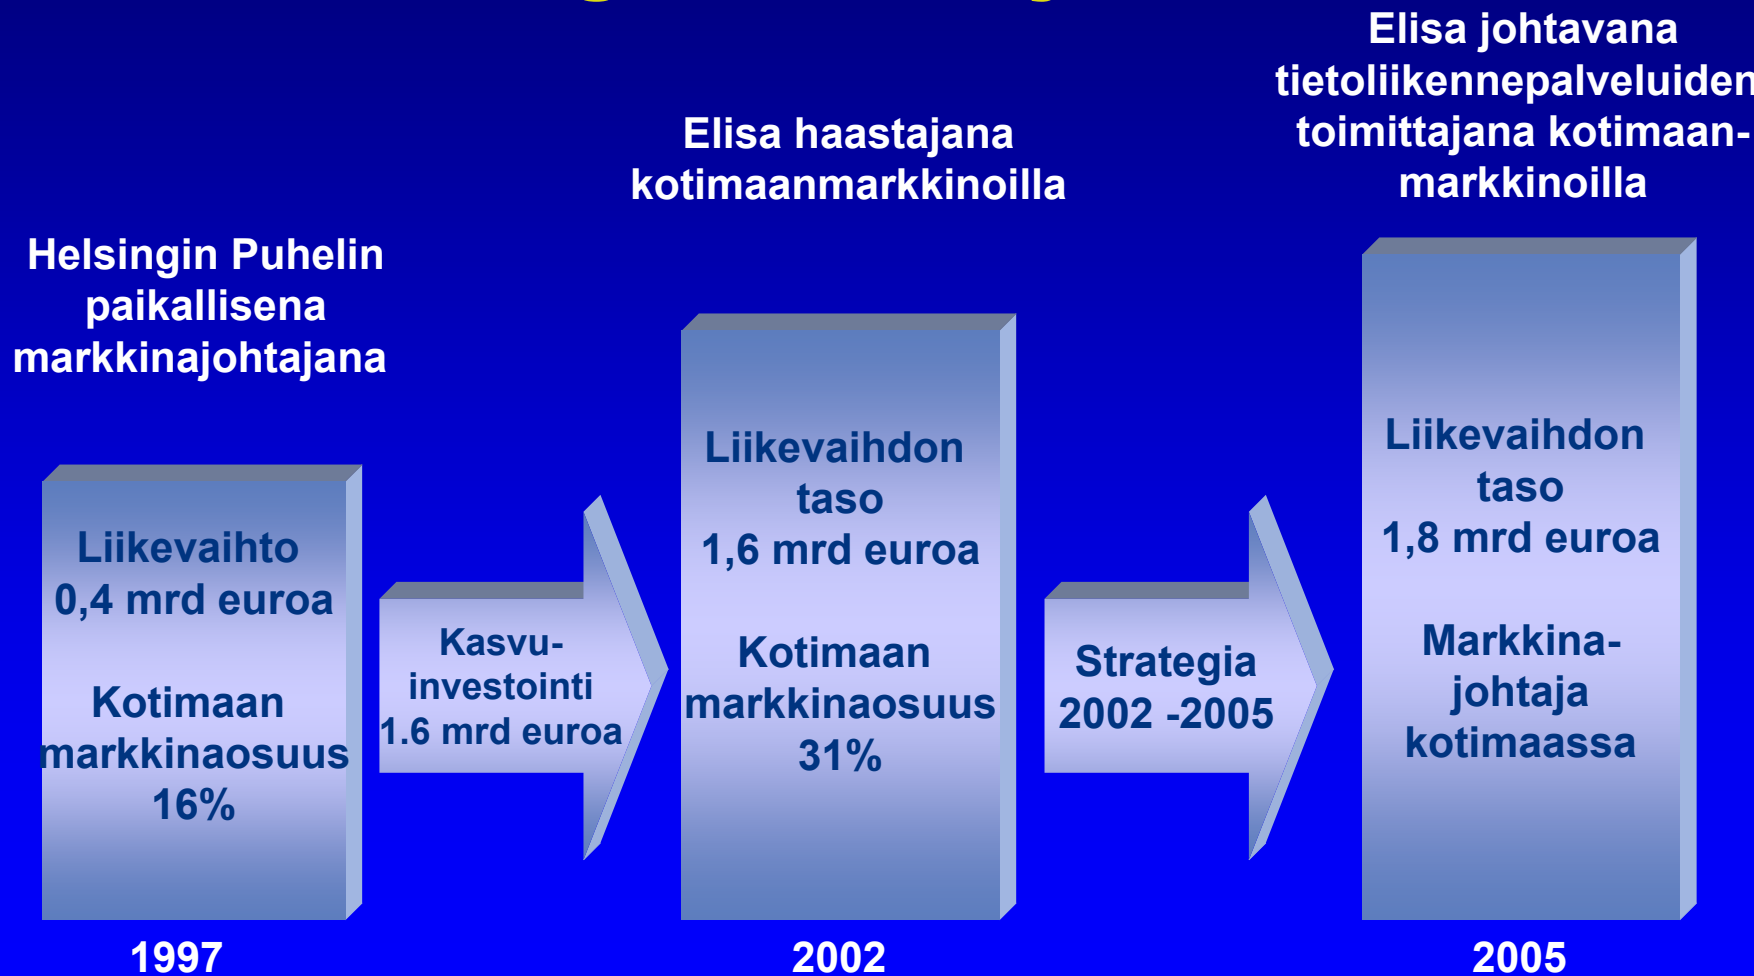 Helsingin Puhelin
paikallisena
markkinajohtajana
Liikevaihto
0,4 mrd euroa
Kotimaan
markkinaosuus
16%
1997
Kasvu-
investointi
1.6 mrd euroa
Elisa haastajana
kotimaanmarkkinoilla
Liikevaihdon
taso
1,6 mrd euroa
Kotimaan
markkinaosuus
31%
2002
Strategia
2002 -2005
Elisa johtavana
tietoliikennepalveluiden
toimittajana kotimaan-
markkinoilla
Liikevaihdon
taso
1,8 mrd euroa
Markkina-
johtaja
kotimaassa
2005